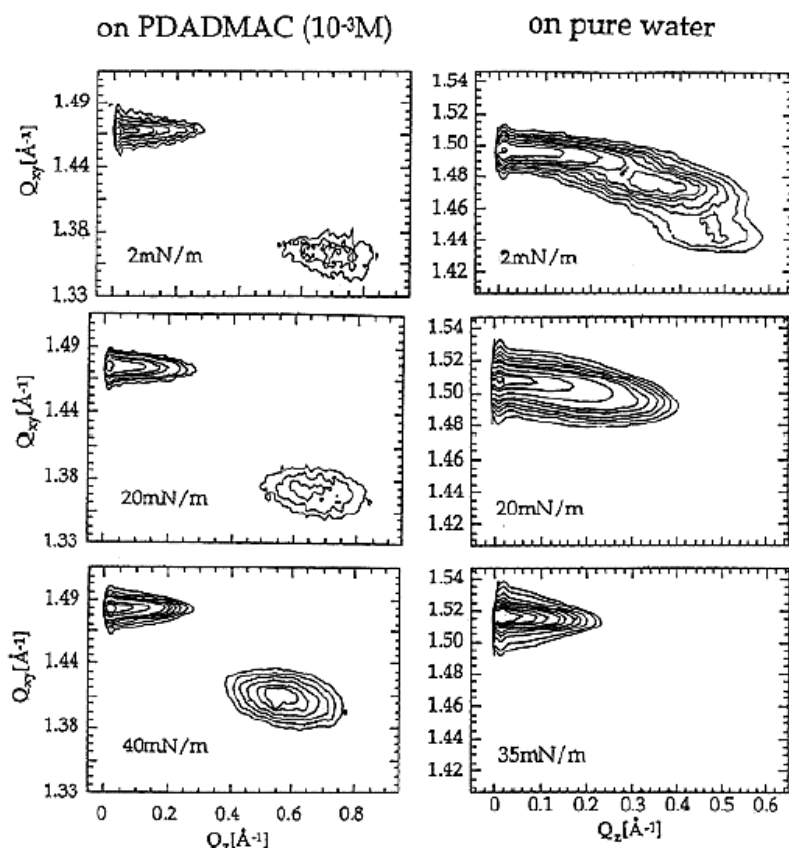 on PDADMAC (10⁻³M)
on pure water
Qxy[Å⁻¹]
1.49
1.44
1.38
1.33
2mN/m
1.54
1.52
1.50
1.48
1.46
1.44
1.42
2mN/m
Qxy[Å⁻¹]
1.49
1.44
1.38
1.33
20mN/m
1.54
1.52
1.50
1.48
1.46
1.44
1.42
20mN/m
Qxy[Å⁻¹]
1.49
1.44
1.38
1.33
40mN/m
0 0.2 0.4 0.6 0.8
Qz[Å⁻¹]
1.54
1.52
1.50
1.48
1.46
1.44
1.42
35mN/m
0 0.1 0.2 0.3 0.4 0.5 0.6
Qz[Å⁻¹]